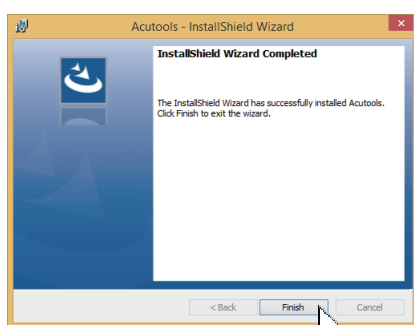 Acutools - InstallShield Wizard
InstallShield Wizard Completed
The InstallShield Wizard has successfully installed Acutools.
Click Finish to exit the wizard.
< Back Finish Cancel